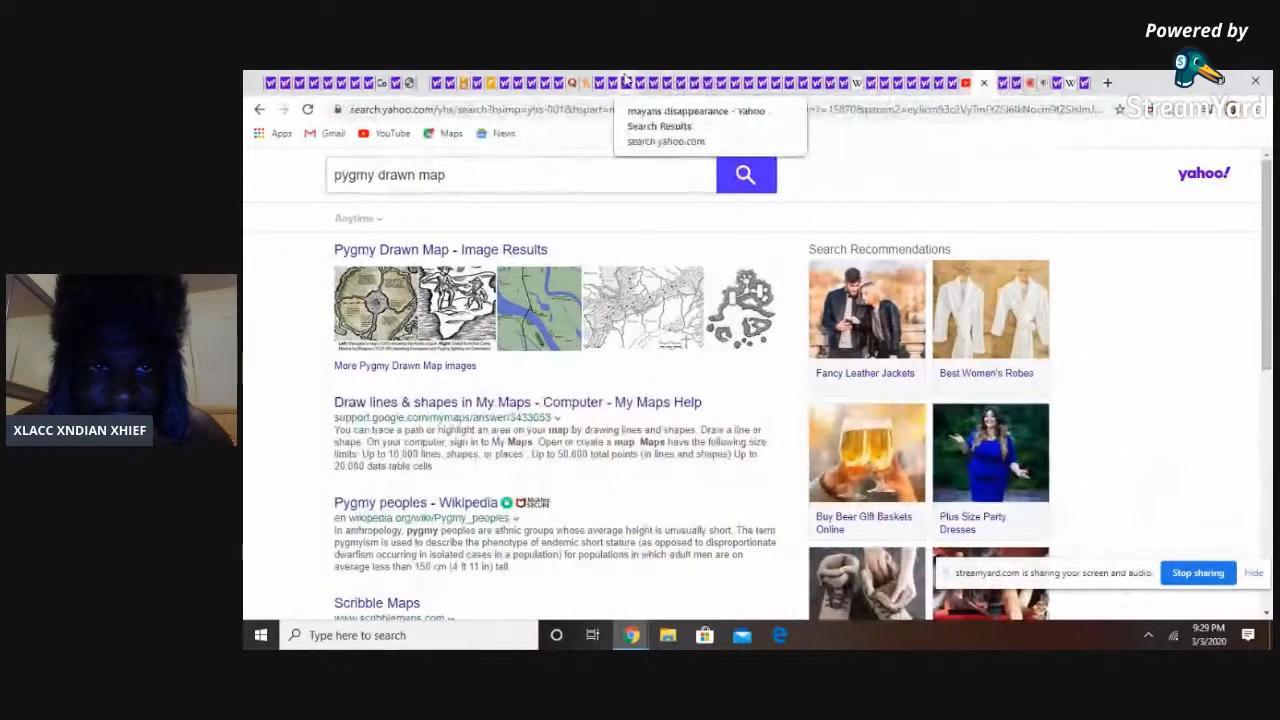 Powered by
StreamYard
mayans disappearance - Yahoo
Search Results
search.yahoo.com
Apps
Gmail
YouTube
Maps
News
pygmy drawn map
yahoo!
Anytime
Pygmy Drawn Map - Image Results
More Pygmy Drawn Map images
Draw lines & shapes in My Maps - Computer - My Maps Help
support.google.com/mymaps/answer/3433053
You can trace a path or highlight an area on your map by drawing lines and shapes. Draw a line or
shape. On your computer, sign in to My Maps. Open or create a map. Maps have the following size
limits: Up to 10,000 lines, shapes, or places . Up to 50,000 total points (in lines and shapes) Up to
20,000 data table cells
Pygmy peoples - Wikipedia
en.wikipedia.org/wiki/Pygmy_peoples
In anthropology, pygmy peoples are ethnic groups whose average height is unusually short. The term
pygmyism is used to describe the phenotype of endemic short stature (as opposed to disproportionate
dwarfism occurring in isolated cases in a population) for populations in which adult men are on
average less than 150 cm (4 ft 11 in) tall.
Scribble Maps
www.scribblemaps.com
Search Recommendations
Fancy Leather Jackets
Best Women's Robes
Buy Beer Gift Baskets
Online
Plus Size Party
Dresses
streamyard.com is sharing your screen and audio.
Stop sharing
Hide
XLACC XNDIAN XHIEF
Type here to search
9:29 PM
3/3/2020